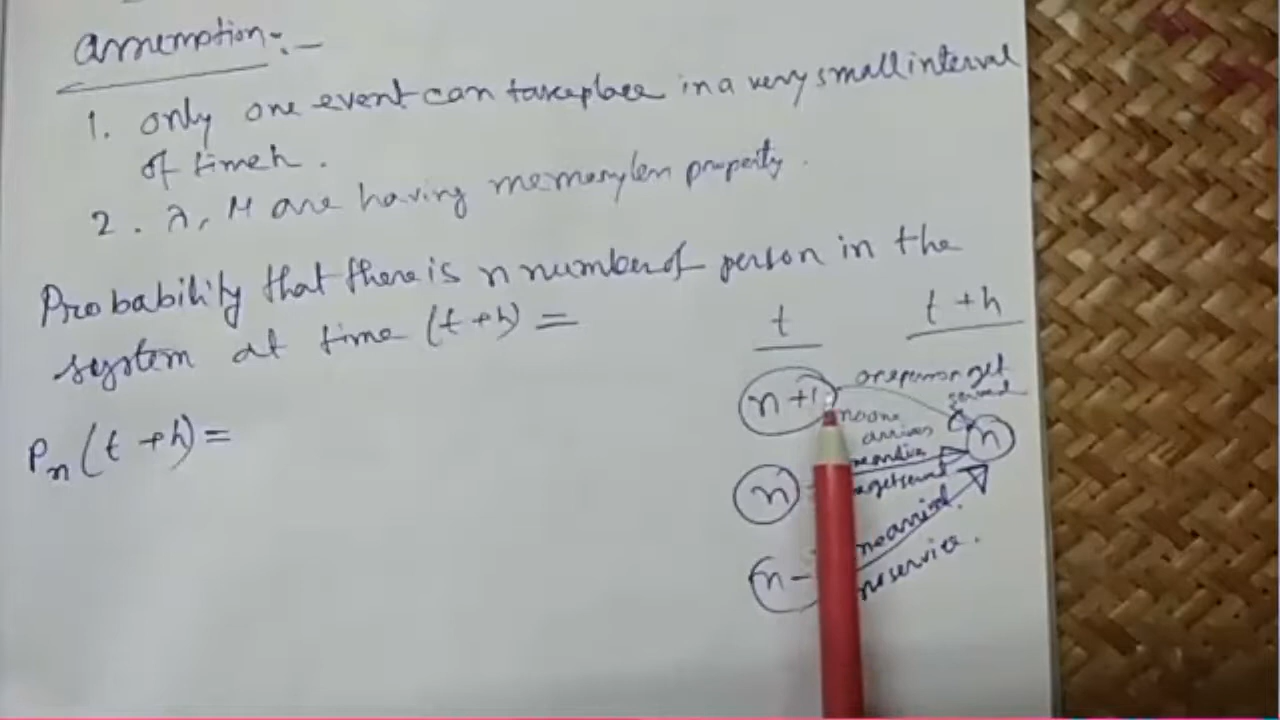 assumption:-
1. only one event can takeplace in a very small interval
of time h.
2. λ, μ are having memoryless property.
Probability that there is n number of person in the
system at time (t+h) =
t
t+h
n+1
one person get
served
no one
arrives
n
n
no arrival
Pn(t+h)=
n-
no service.